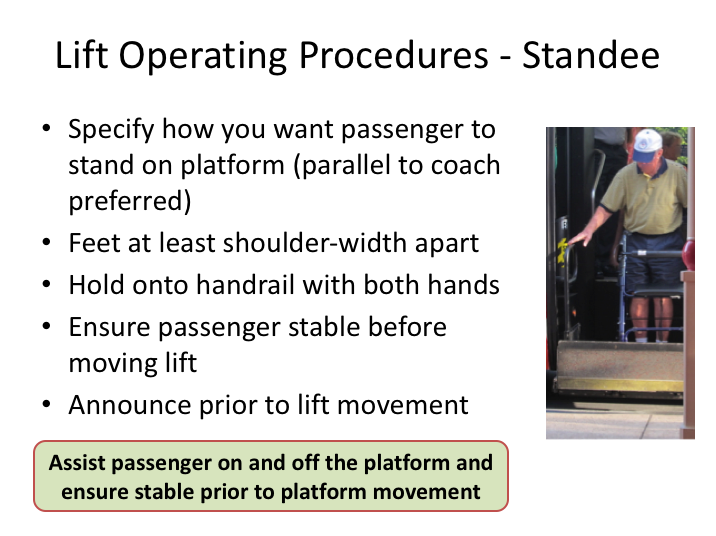 Lift Operating Procedures - Standee
• Specify how you want passenger to
stand on platform (parallel to coach
preferred)
• Feet at least shoulder-width apart
• Hold onto handrail with both hands
• Ensure passenger stable before
moving lift
• Announce prior to lift movement
Assist passenger on and off the platform and
ensure stable prior to platform movement